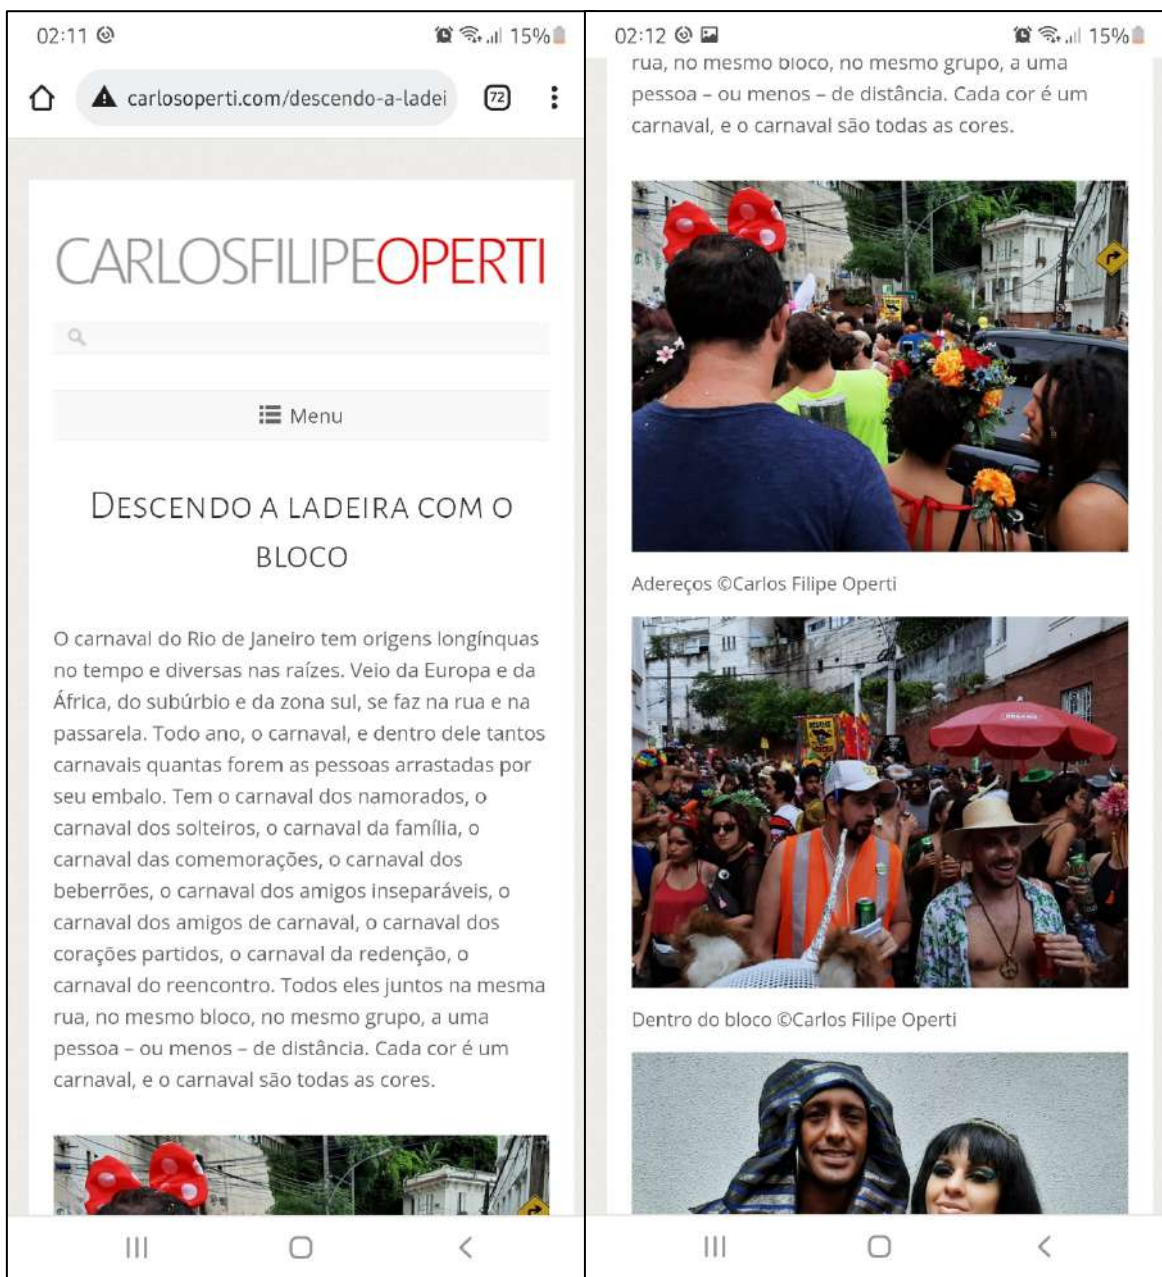 02:11
15%
carlosoperti.com/descendo-a-ladei
72
CARLOSFILIPEOPERTI
Menu
DESCENDO A LADEIRA COM O
BLOCO
O carnaval do Rio de Janeiro tem origens longínquas
no tempo e diversas nas raízes. Veio da Europa e da
África, do subúrbio e da zona sul, se faz na rua e na
passarela. Todo ano, o carnaval, e dentro dele tantos
carnavais quantas forem as pessoas arrastadas por
seu embalo. Tem o carnaval dos namorados, o
carnaval dos solteiros, o carnaval da família, o
carnaval das comemorações, o carnaval dos
beberrões, o carnaval dos amigos inseparáveis, o
carnaval dos amigos de carnaval, o carnaval dos
corações partidos, o carnaval da redenção, o
carnaval do reencontro. Todos eles juntos na mesma
rua, no mesmo bloco, no mesmo grupo, a uma
pessoa – ou menos – de distância. Cada cor é um
carnaval, e o carnaval são todas as cores.
02:12
15%
rua, no mesmo bloco, no mesmo grupo, a uma
pessoa – ou menos – de distância. Cada cor é um
carnaval, e o carnaval são todas as cores.
Adereços ©Carlos Filipe Operti
Dentro do bloco ©Carlos Filipe Operti